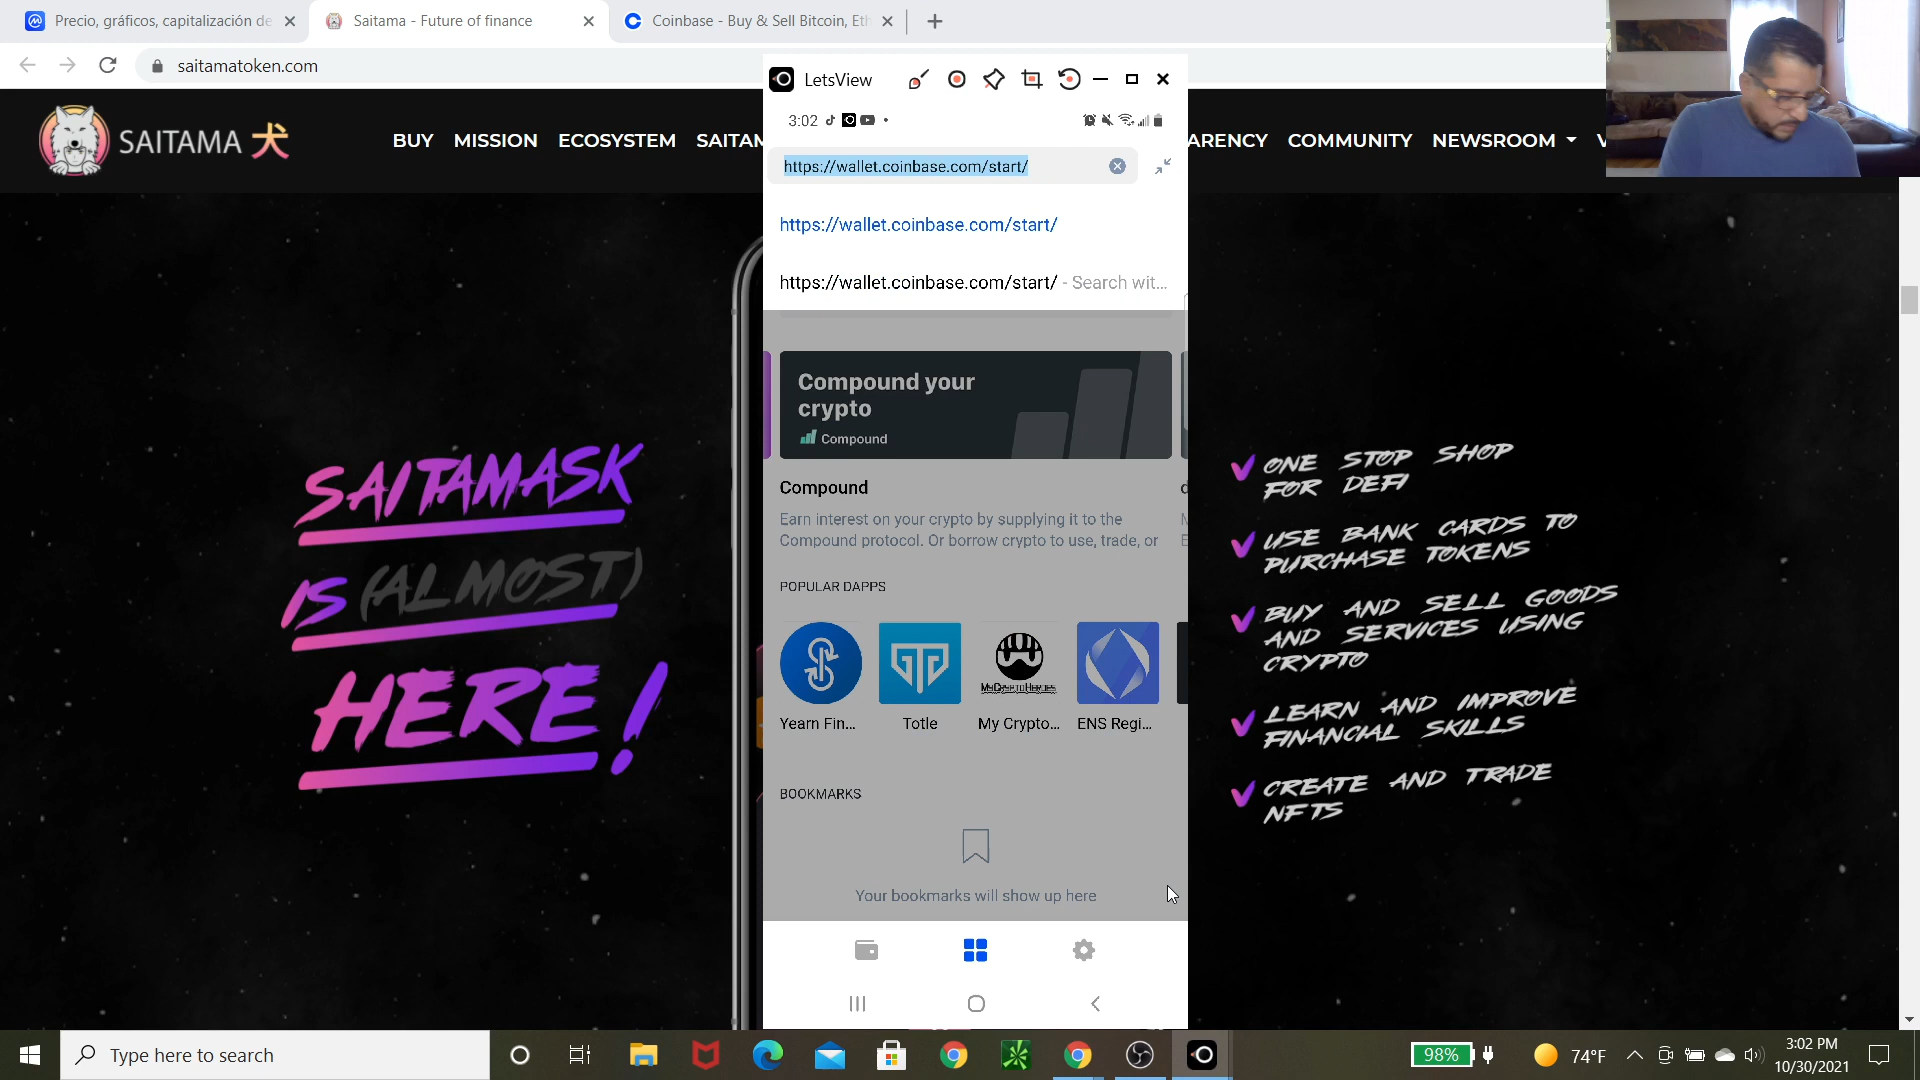 Precio, gráficos, capitalización de
Saitama - Future of finance
Coinbase - Buy & Sell Bitcoin, Eth
saitamatoken.com
LetsView
3:02
SAITAMA 犬
BUY MISSION ECOSYSTEM SAITAM
ARENCY COMMUNITY NEWSROOM V
https://wallet.coinbase.com/start/
https://wallet.coinbase.com/start/
https://wallet.coinbase.com/start/ - Search wit...
Compound your
crypto
Compound
Compound
d
Earn interest on your crypto by supplying it to the
Compound protocol. Or borrow crypto to use, trade, or
E
POPULAR DAPPS
MYCRYPTOHEROES
Yearn Fin... Totle My Crypto... ENS Regi...
BOOKMARKS
Your bookmarks will show up here
SAITAMASK
IS (ALMOST)
HERE!
ONE STOP SHOP
FOR DEFI
USE BANK CARDS TO
PURCHASE TOKENS
BUY AND SELL GOODS
AND SERVICES USING
CRYPTO
LEARN AND IMPROVE
FINANCIAL SKILLS
CREATE AND TRADE
NFTS
Type here to search
98%
74°F
3:02 PM
10/30/2021